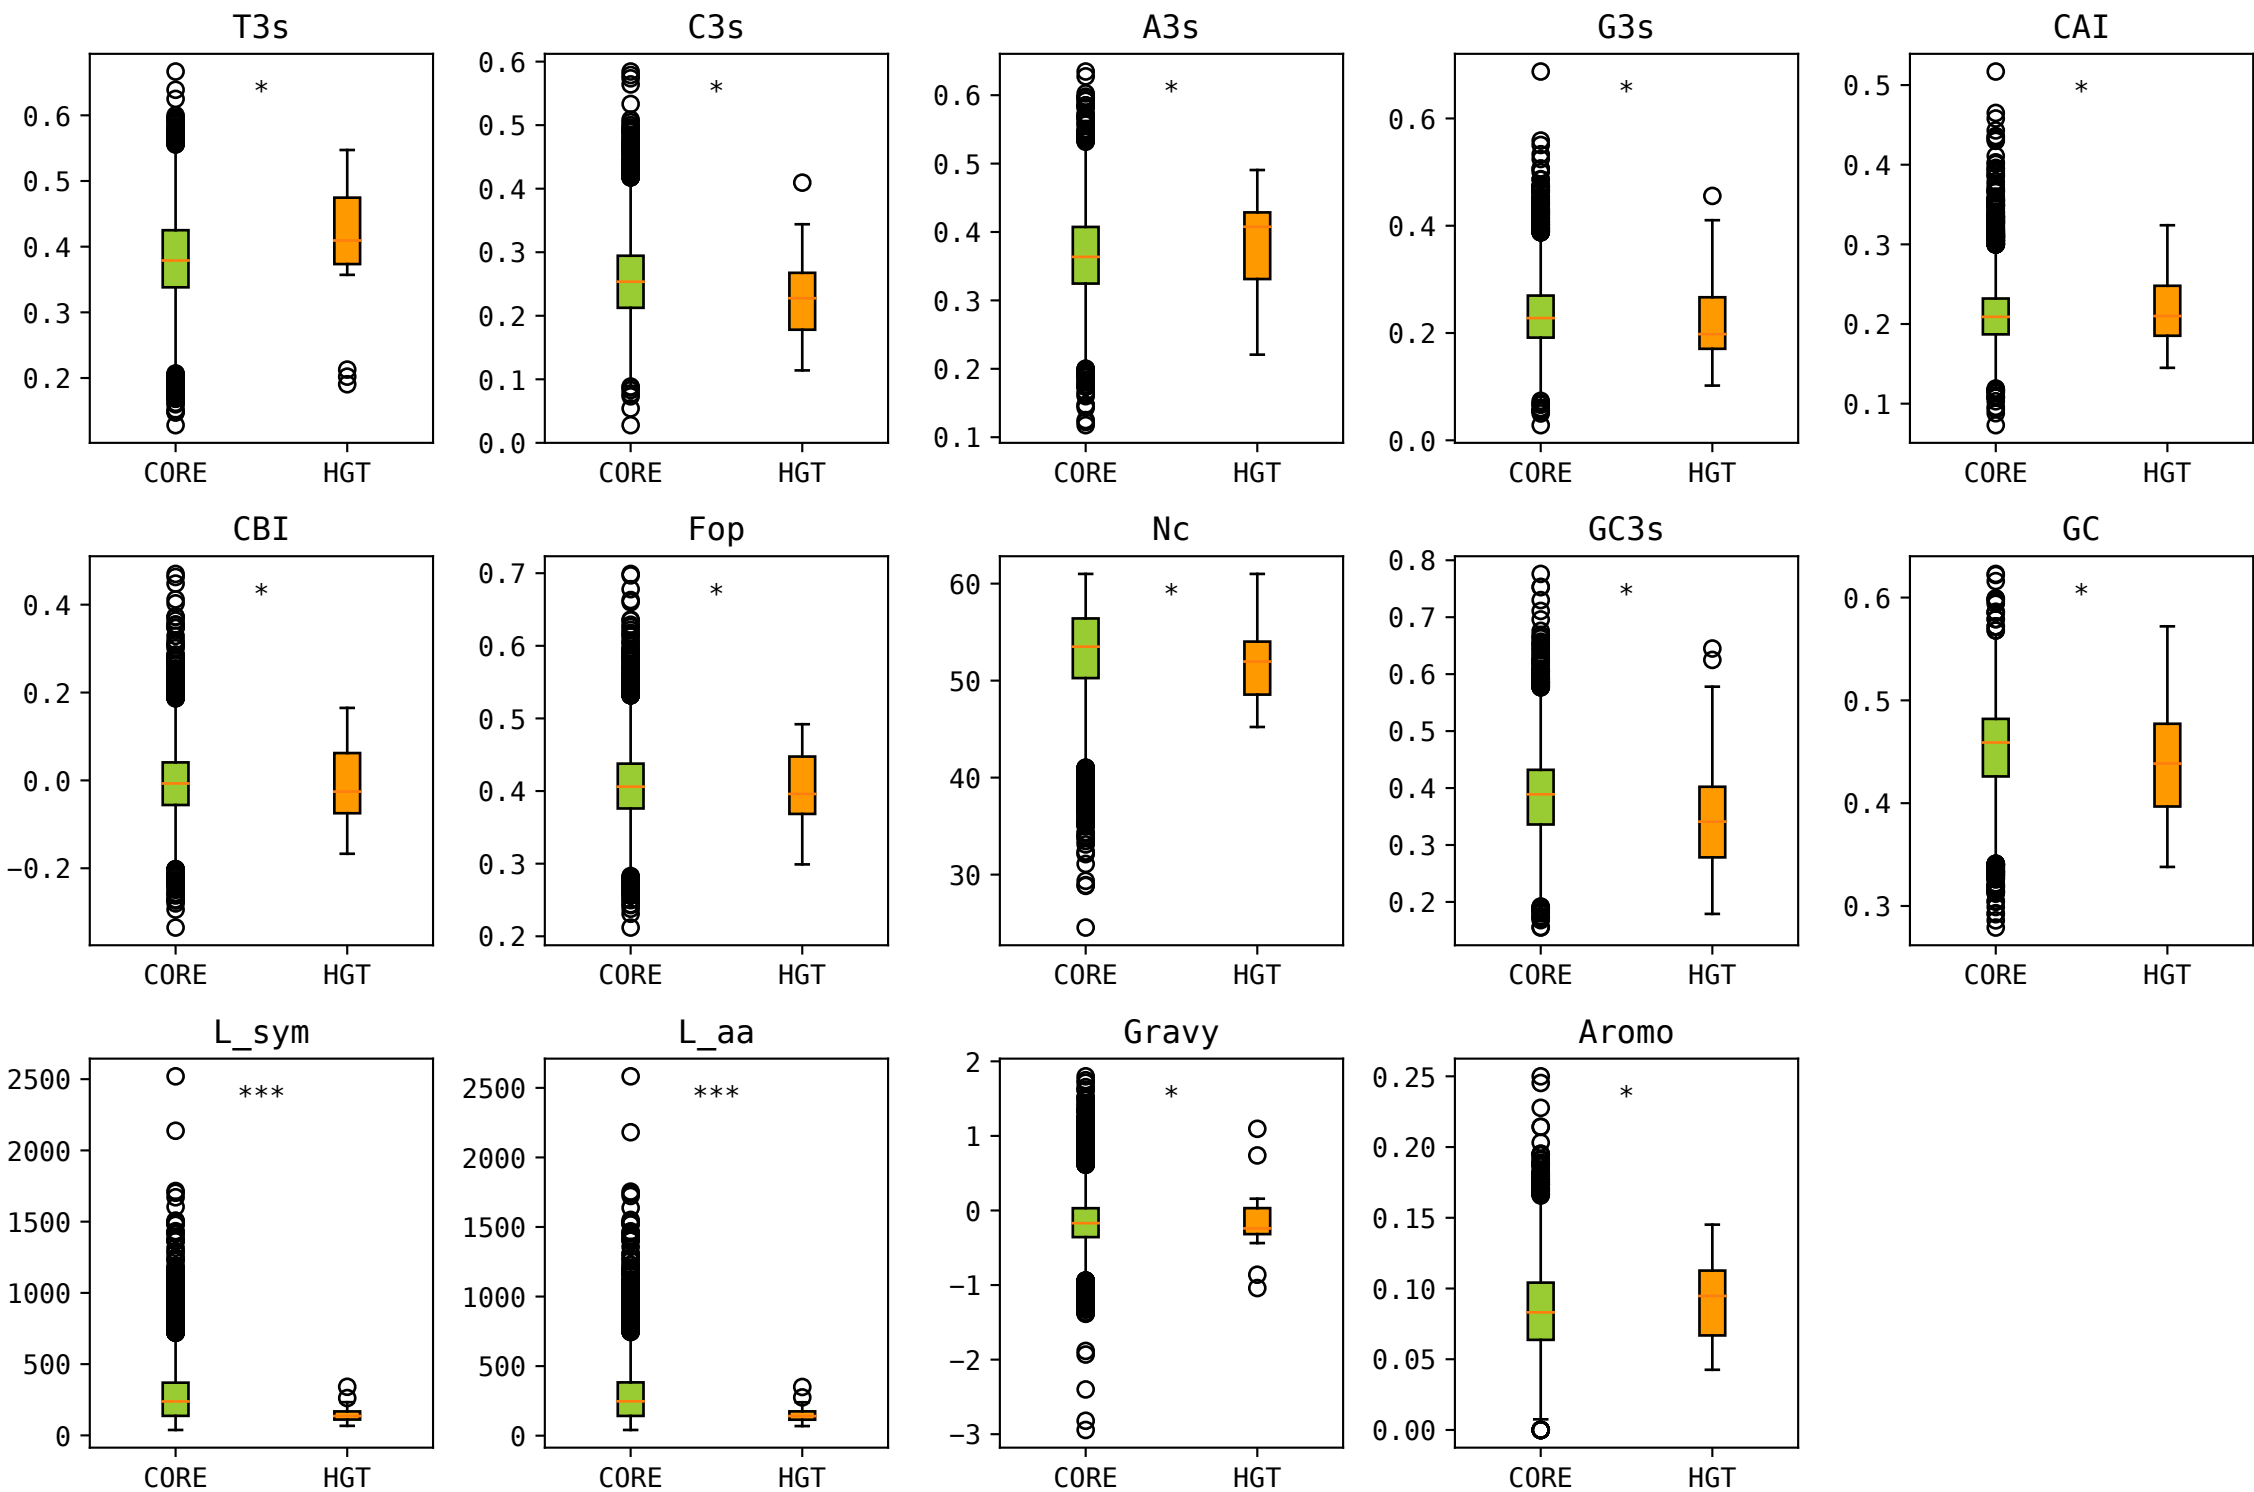 T3s C3s A3s G3s CAI
* * * * *
0.6 0.5 0.4 0.3 0.2
0.6 0.5 0.4 0.3 0.2 0.1 0.0
0.6 0.5 0.4 0.3 0.2 0.1
0.6 0.4 0.2 0.0
0.5 0.4 0.3 0.2 0.1
CORE HGT CORE HGT CORE HGT CORE HGT CORE HGT
CBI Fop Nc GC3s GC
* * * * *
0.4 0.2 0.0 −0.2
0.7 0.6 0.5 0.4 0.3 0.2
60 50 40 30
0.8 0.7 0.6 0.5 0.4 0.3 0.2
0.6 0.5 0.4 0.3
CORE HGT CORE HGT CORE HGT CORE HGT CORE HGT
L_sym L_aa Gravy Aromo
*** *** * *
2500 2000 1500 1000 500 0
2500 2000 1500 1000 500 0
2 1 0 −1 −2 −3
0.25 0.20 0.15 0.10 0.05 0.00
CORE HGT CORE HGT CORE HGT CORE HGT